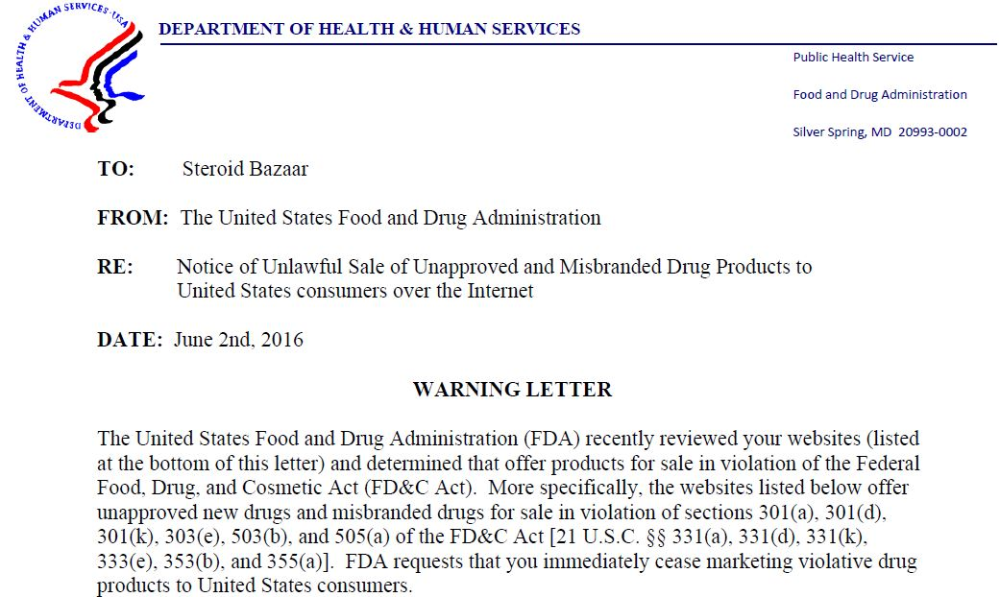 DEPARTMENT OF HEALTH & HUMAN SERVICES·USA
DEPARTMENT OF HEALTH & HUMAN SERVICES
Public Health Service
Food and Drug Administration
Silver Spring, MD 20993-0002
TO: Steroid Bazaar
FROM: The United States Food and Drug Administration
RE: Notice of Unlawful Sale of Unapproved and Misbranded Drug Products to
United States consumers over the Internet
DATE: June 2nd, 2016
WARNING LETTER
The United States Food and Drug Administration (FDA) recently reviewed your websites (listed
at the bottom of this letter) and determined that offer products for sale in violation of the Federal
Food, Drug, and Cosmetic Act (FD&C Act). More specifically, the websites listed below offer
unapproved new drugs and misbranded drugs for sale in violation of sections 301(a), 301(d),
301(k), 303(e), 503(b), and 505(a) of the FD&C Act [21 U.S.C. §§ 331(a), 331(d), 331(k),
333(e), 353(b), and 355(a)]. FDA requests that you immediately cease marketing violative drug
products to United States consumers.